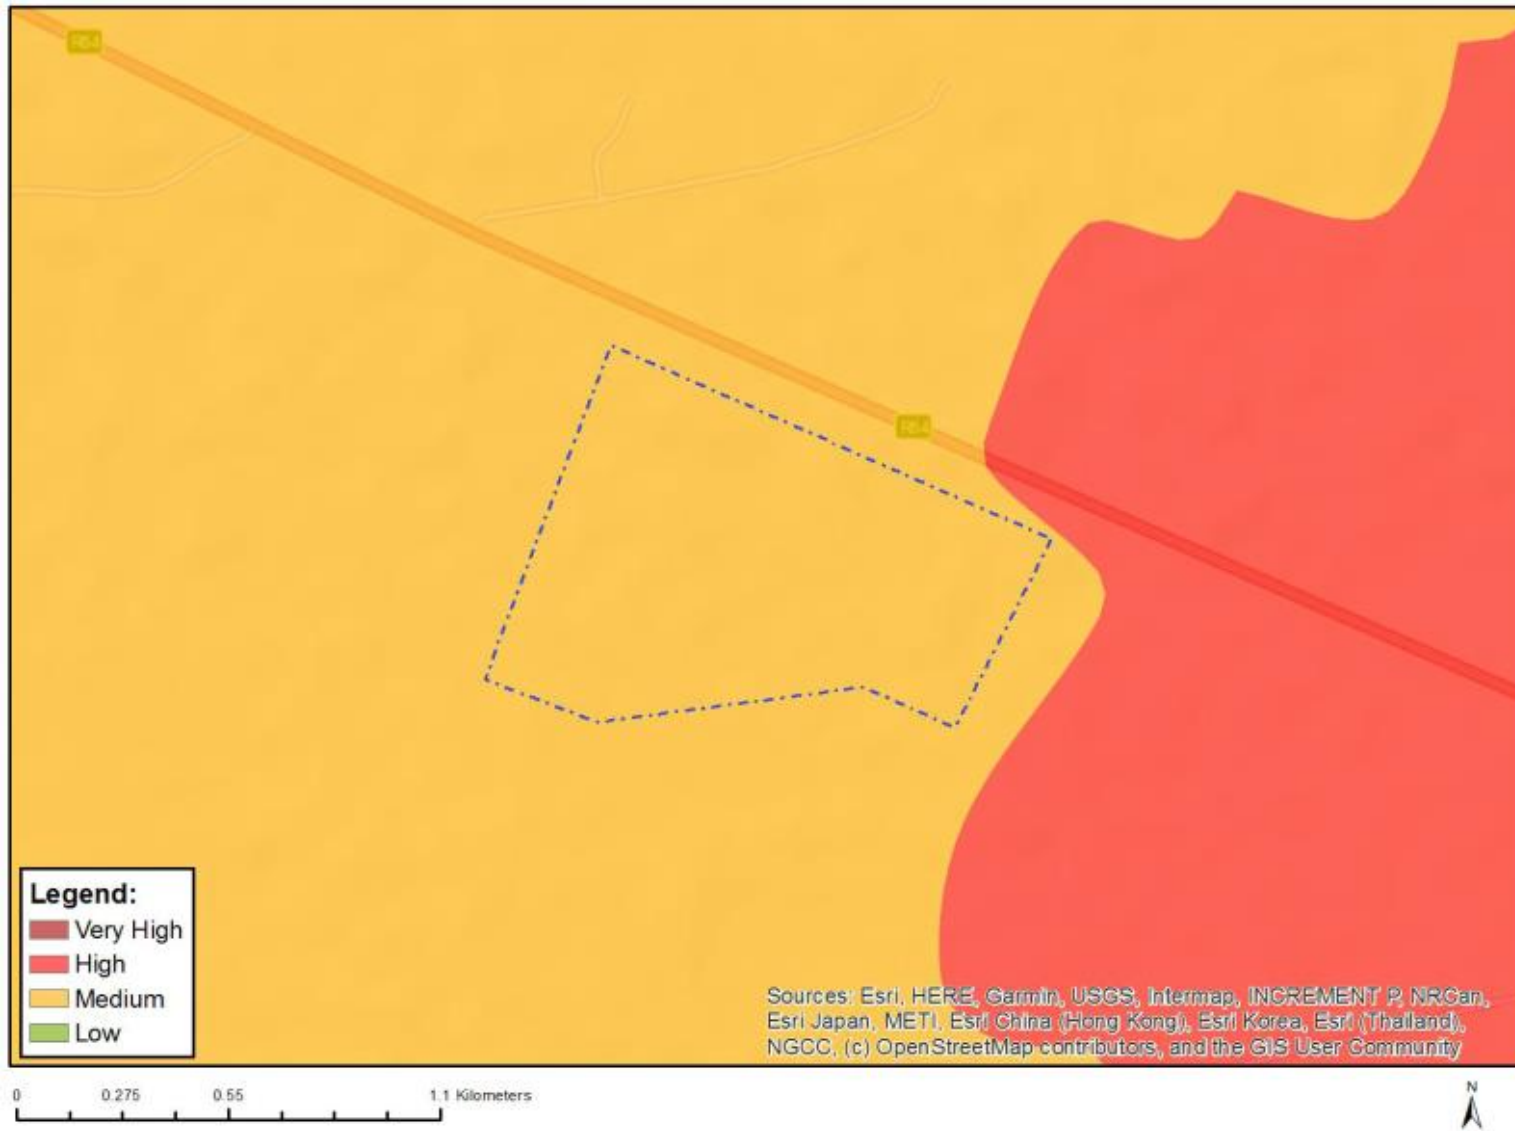 R64
R64
Legend:
Very High
High
Medium
Low
Sources: Esri, HERE, Garmin, USGS, Intermap, INCREMENT P, NRCan,
Esri Japan, METI, Esri China (Hong Kong), Esri Korea, Esri (Thailand),
NGCC, (c) OpenStreetMap contributors, and the GIS User Community
0 0.275 0.55 1.1 Kilometers
N